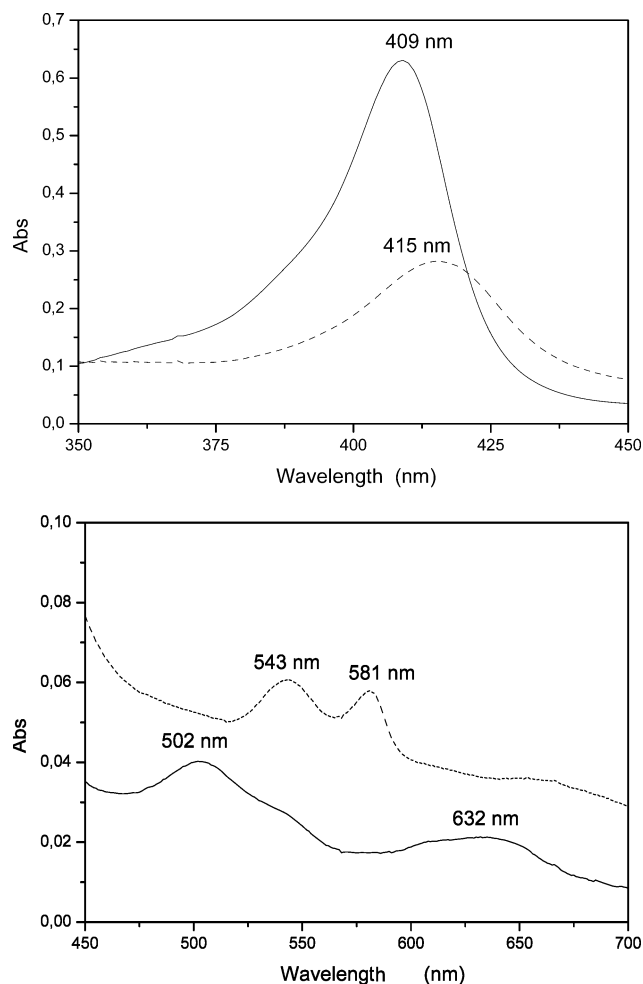 0,7
409 nm
0,6
0,5
0,4
Abs
415 nm
0,3
0,2
0,1
0,0
350 375 400 425 450
Wavelength (nm)
0,10
0,08
543 nm
581 nm
0,06
Abs
502 nm
0,04
632 nm
0,02
0,00
450 500 550 600 650 700
Wavelength (nm)